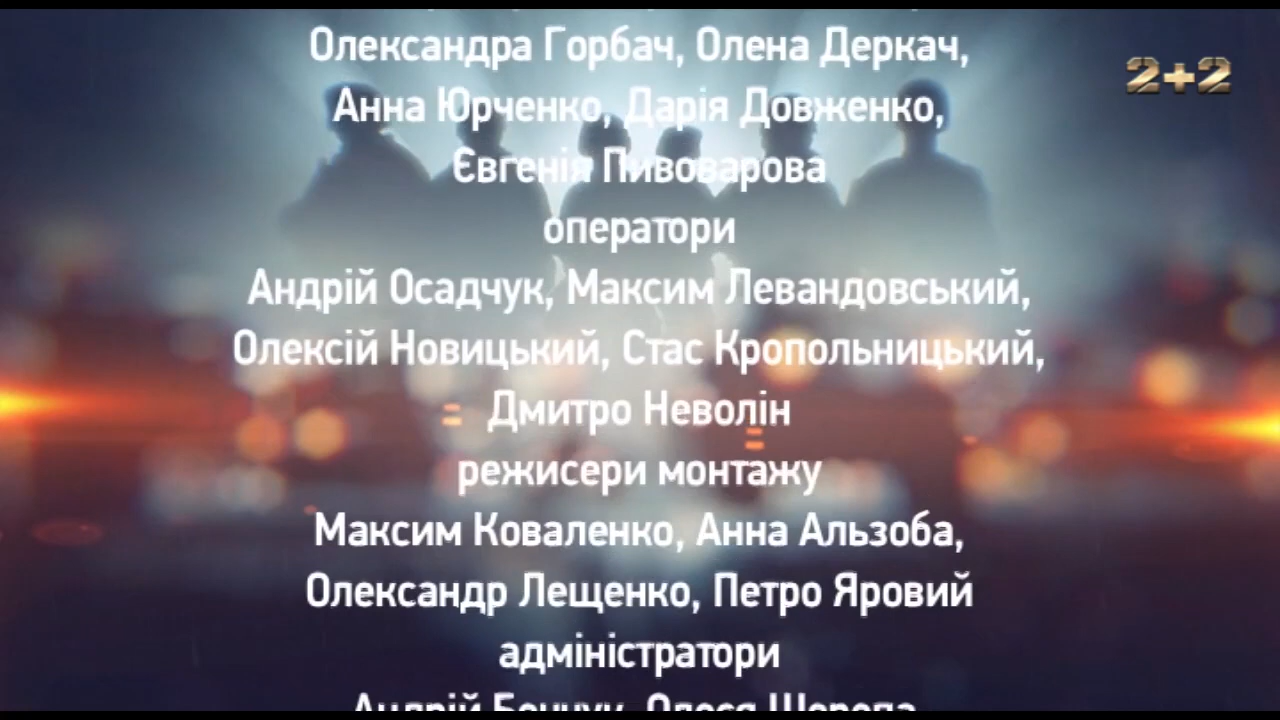 Олександра Горбач, Олена Деркач,
2+2
Анна Юрченко, Дарія Довженко,
Євгенія Пивоварова
оператори
Андрій Осадчук, Максим Левандовський,
Олексій Новицький, Стас Кропольницький,
Дмитро Неволін
режисери монтажу
Максим Коваленко, Анна Альзоба,
Олександр Лещенко, Петро Яровий
адміністратори
Андрій